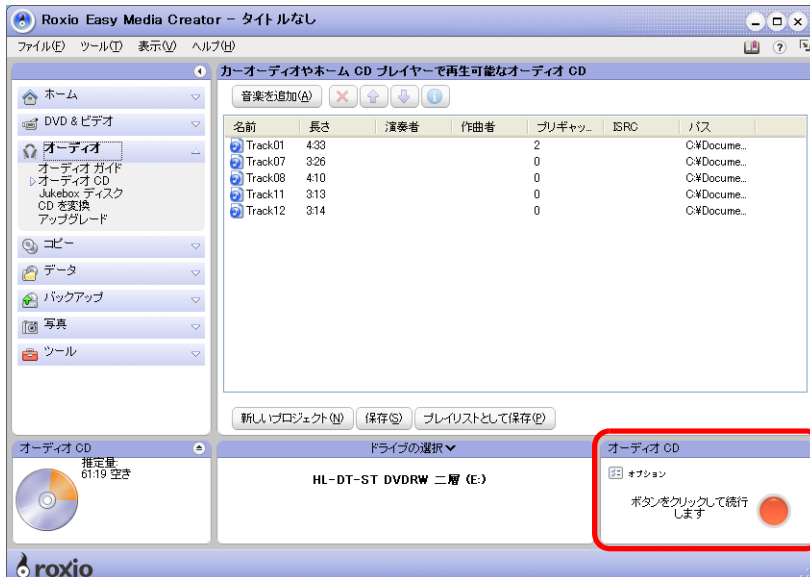 Roxio Easy Media Creator − タイトルなし
ファイル(F) ツール(T) 表示(V) ヘルプ(H)
カーオーディオやホーム CD プレイヤーで再生可能なオーディオ CD
ホーム
DVD & ビデオ
オーディオ
オーディオ ガイド
オーディオ CD
Jukebox ディスク
CD を変換
アップグレード
コピー
データ
バックアップ
写真
ツール
音楽を追加(A)
名前 長さ 演奏者 作曲者 プリギャッ... ISRC パス
Track01 4:33 2 C:¥Docume...
Track07 3:26 0 C:¥Docume...
Track08 4:10 0 C:¥Docume...
Track11 3:13 0 C:¥Docume...
Track12 3:14 0 C:¥Docume...
新しいプロジェクト(N) 保存(S) プレイリストとして保存(P)
オーディオ CD
推定量:
61:19 空き
ドライブの選択
HL-DT-ST DVDRW 二層 (E:)
オーディオ CD
オプション
ボタンをクリックして続行
します
roxio